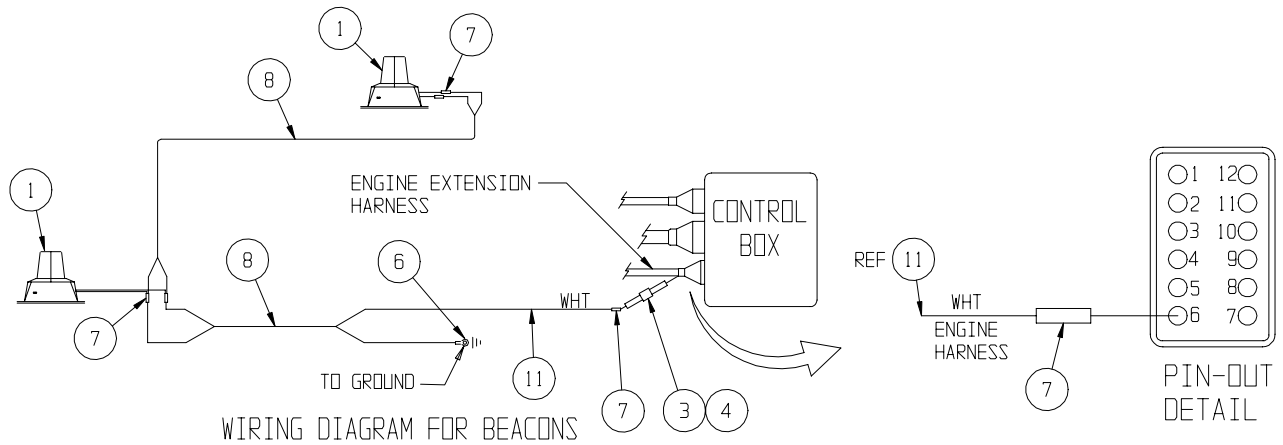 1
7
8
1
ENGINE EXTENSION
HARNESS
CONTROL
BOX
8
6
7
WHT
TO GROUND
11
7
3
4
WIRING DIAGRAM FOR BEACONS
REF 11
WHT
ENGINE
HARNESS
7
1 12
2 11
3 10
4 9
5 8
6 7
PIN-OUT
DETAIL